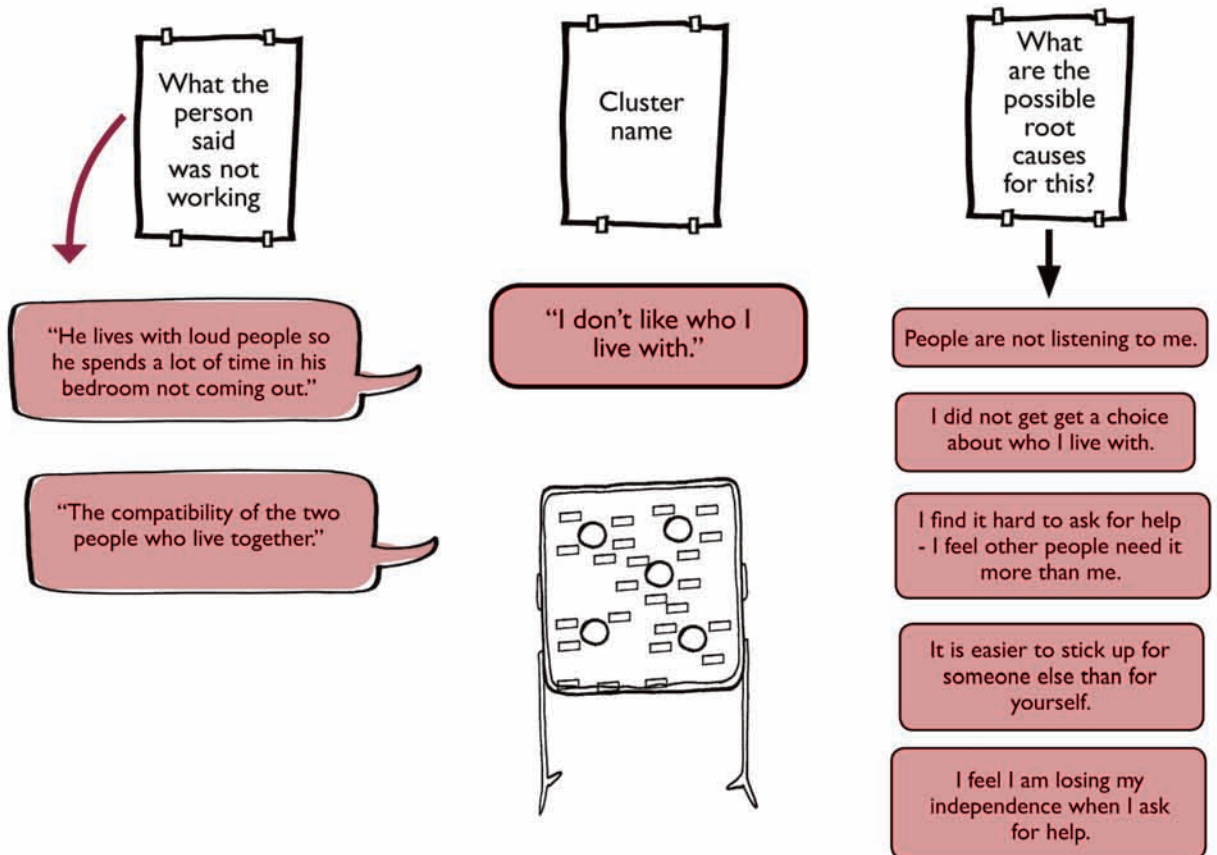 What the
person
said
was not
working
“He lives with loud people so
he spends a lot of time in his
bedroom not coming out.”
“The compatibility of the two
people who live together.”
Cluster
name
“I don’t like who I
live with.”
What
are the
possible
root
causes
for this?
People are not listening to me.
I did not get get a choice
about who I live with.
I find it hard to ask for help
- I feel other people need it
more than me.
It is easier to stick up for
someone else than for
yourself.
I feel I am losing my
independence when I ask
for help.